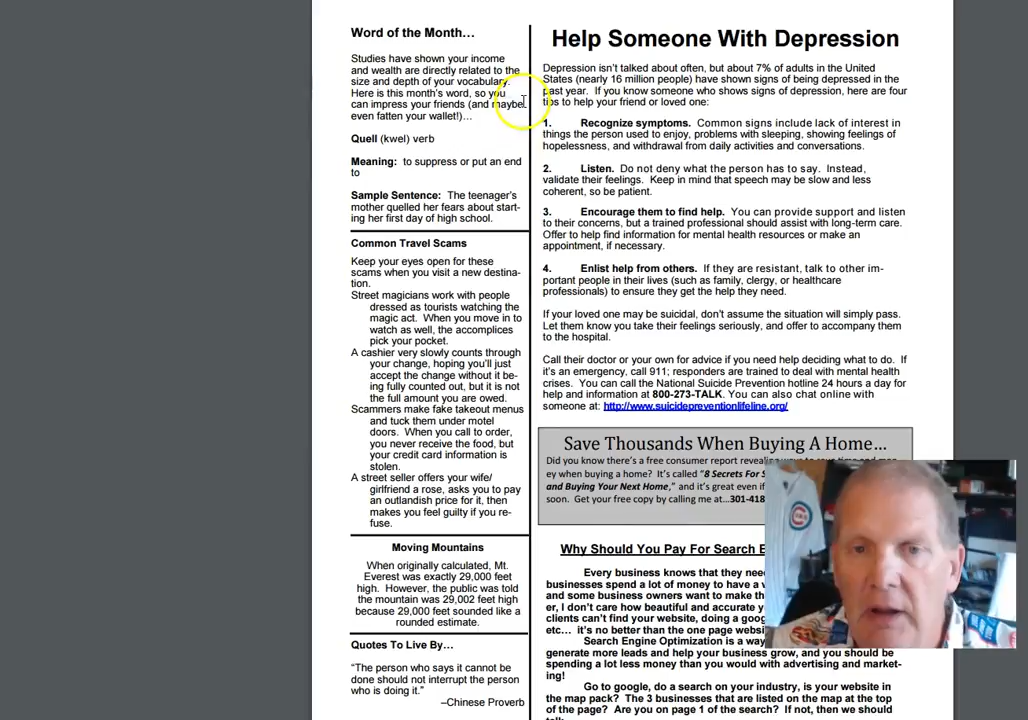 Word of the Month…
Studies have shown your income
and wealth are directly related to the
size and depth of your vocabulary.
Here is this month's word, so you
can impress your friends (and maybe
even fatten your wallet!)…
Quell (kwel) verb
Meaning: to suppress or put an end
to
Sample Sentence: The teenager's
mother quelled her fears about start-
ing her first day of high school.
Common Travel Scams
Keep your eyes open for these
scams when you visit a new destina-
tion.
Street magicians work with people
dressed as tourists watching the
magic act. When you move in to
watch as well, the accomplices
pick your pocket.
A cashier very slowly counts through
your change, hoping you'll just
accept the change without it be-
ing fully counted out, but it is not
the full amount you are owed.
Scammers make fake takeout menus
and tuck them under motel
doors. When you call to order,
you never receive the food, but
your credit card information is
stolen.
A street seller offers your wife/
girlfriend a rose, asks you to pay
an outlandish price for it, then
makes you feel guilty if you re-
fuse.
Moving Mountains
When originally calculated, Mt.
Everest was exactly 29,000 feet
high. However, the public was told
the mountain was 29,002 feet high
because 29,000 feet sounded like a
rounded estimate.
Quotes To Live By…
“The person who says it cannot be
done should not interrupt the person
who is doing it.”
–Chinese Proverb
Help Someone With Depression
Depression isn't talked about often, but about 7% of adults in the United
States (nearly 16 million people) have shown signs of being depressed in the
past year. If you know someone who shows signs of depression, here are four
tips to help your friend or loved one:
1. Recognize symptoms. Common signs include lack of interest in
things the person used to enjoy, problems with sleeping, showing feelings of
hopelessness, and withdrawal from daily activities and conversations.
2. Listen. Do not deny what the person has to say. Instead,
validate their feelings. Keep in mind that speech may be slow and less
coherent, so be patient.
3. Encourage them to find help. You can provide support and listen
to their concerns, but a trained professional should assist with long-term care.
Offer to help find information for mental health resources or make an
appointment, if necessary.
4. Enlist help from others. If they are resistant, talk to other im-
portant people in their lives (such as family, clergy, or healthcare
professionals) to ensure they get the help they need.
If your loved one may be suicidal, don't assume the situation will simply pass.
Let them know you take their feelings seriously, and offer to accompany them
to the hospital.
Call their doctor or your own for advice if you need help deciding what to do. If
it's an emergency, call 911; responders are trained to deal with mental health
crises. You can call the National Suicide Prevention hotline 24 hours a day for
help and information at 800-273-TALK. You can also chat online with
someone at: http://www.suicidepreventionlifeline.org/
Save Thousands When Buying A Home…
Did you know there's a free consumer report revealing
ey when buying a home? It's called “8 Secrets For S
and Buying Your Next Home,” and it's great even if
soon. Get your free copy by calling me at…301-418
Why Should You Pay For Search E
Every business knows that they nee
businesses spend a lot of money to have a
and some business owners want to make th
er, I don't care how beautiful and accurate y
clients can't find your website, doing a goog
etc… it's no better than the one page websi
Search Engine Optimization is a way
generate more leads and help your business grow, and you should be
spending a lot less money than you would with advertising and market-
ing!
Go to google, do a search on your industry, is your website in
the map pack? The 3 businesses that are listed on the map at the top
of the page? Are you on page 1 of the search? If not, then we should